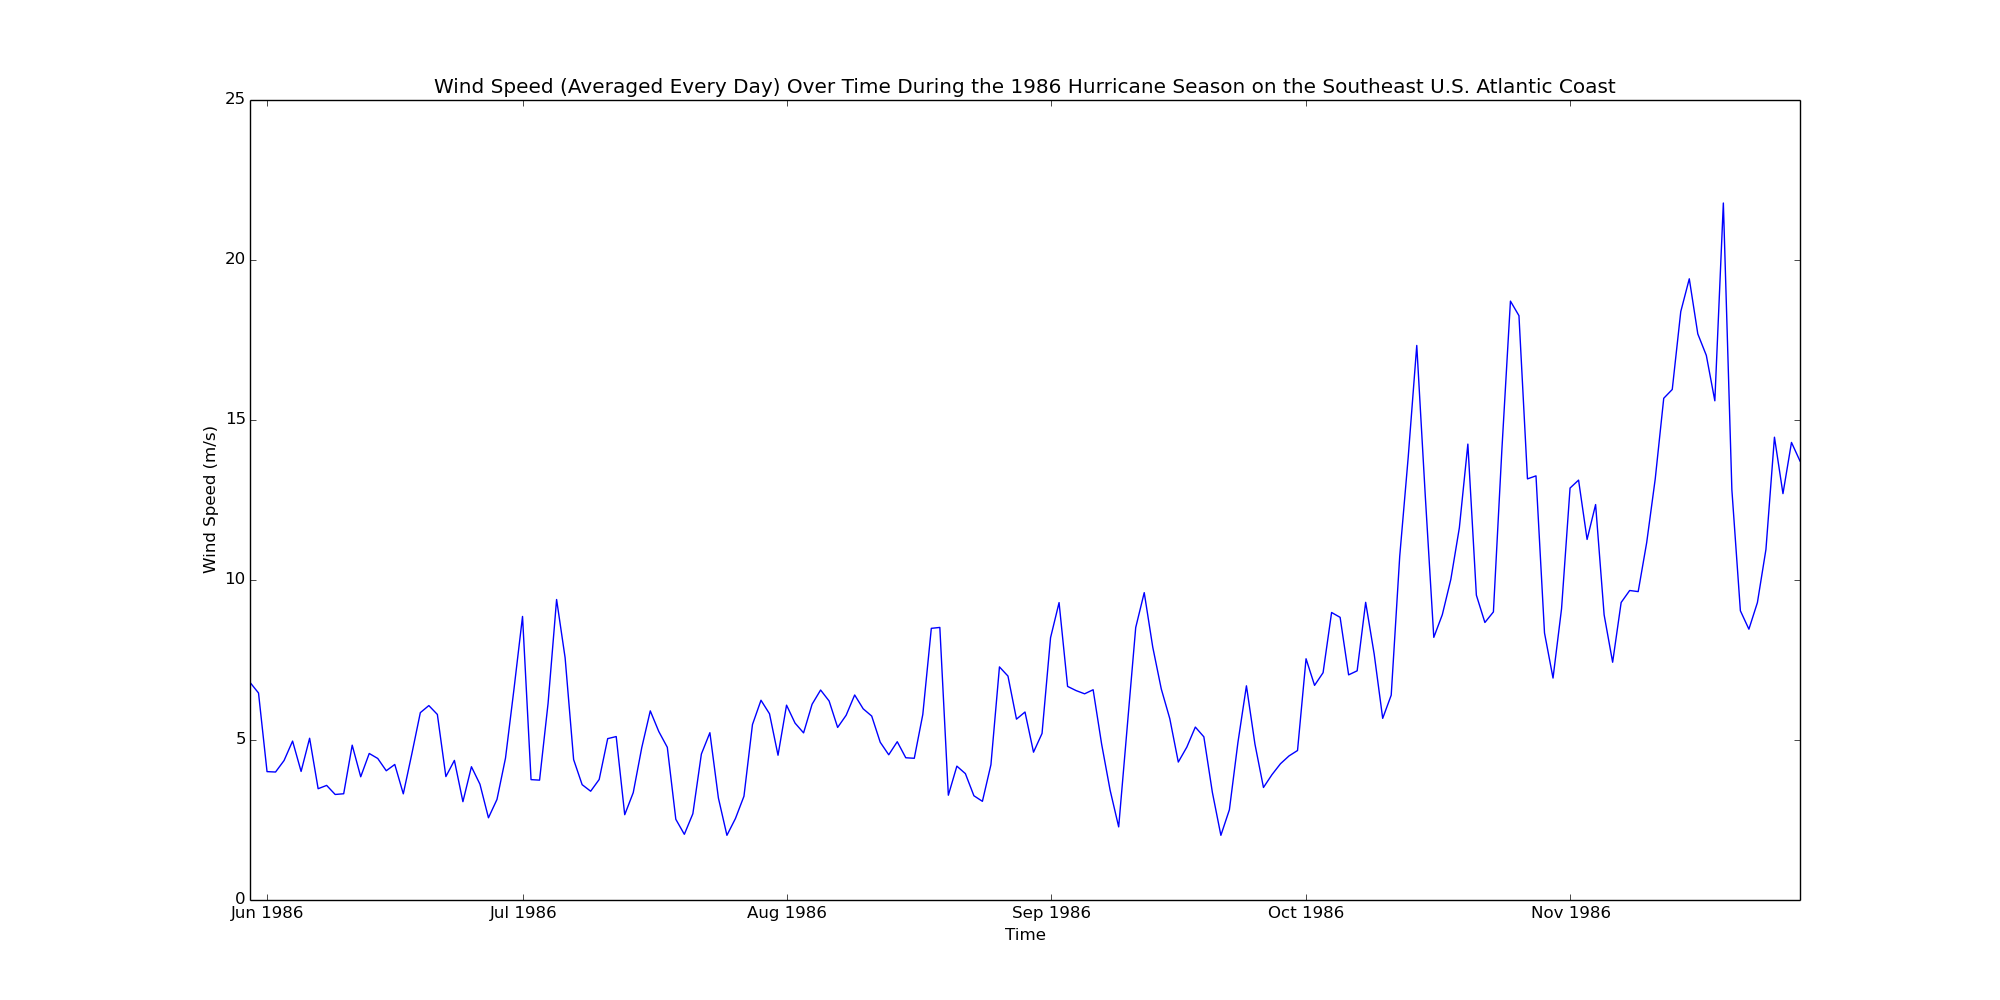 Wind Speed (Averaged Every Day) Over Time During the 1986 Hurricane Season on the Southeast U.S. Atlantic Coast
25
20
15
10
5
0
Wind Speed (m/s)
Jun 1986
Jul 1986
Aug 1986
Sep 1986
Oct 1986
Nov 1986
Time